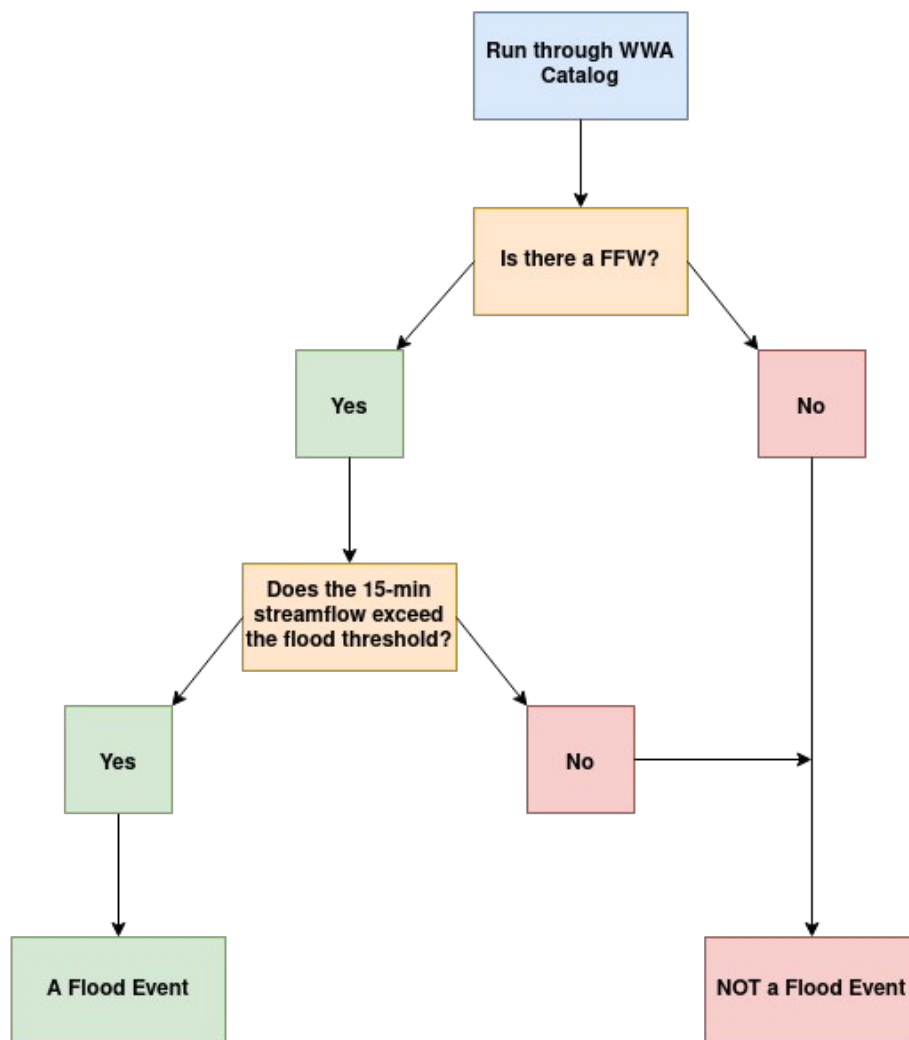 Run through WWA
Catalog
Is there a FFW?
Yes
No
Does the 15-min
streamflow exceed
the flood threshold?
Yes
No
A Flood Event
NOT a Flood Event